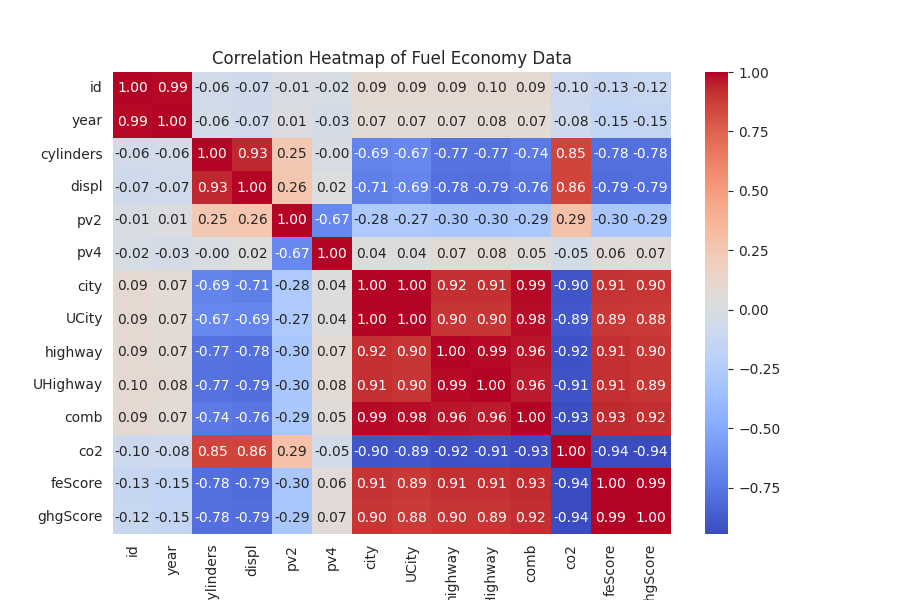 Correlation Heatmap of Fuel Economy Data
id 1.00 0.99 -0.06 -0.07 -0.01 -0.02 0.09 0.09 0.09 0.10 0.09 -0.10 -0.13 -0.12
year 0.99 1.00 -0.06 -0.07 0.01 -0.03 0.07 0.07 0.07 0.08 0.07 -0.08 -0.15 -0.15
cylinders -0.06 -0.06 1.00 0.93 0.25 -0.00 -0.69 -0.67 -0.77 -0.77 -0.74 0.85 -0.78 -0.78
displ -0.07 -0.07 0.93 1.00 0.26 0.02 -0.71 -0.69 -0.78 -0.79 -0.76 0.86 -0.79 -0.79
pv2 -0.01 0.01 0.25 0.26 1.00 -0.67 -0.28 -0.27 -0.30 -0.30 -0.29 0.29 -0.30 -0.29
pv4 -0.02 -0.03 -0.00 0.02 -0.67 1.00 0.04 0.04 0.07 0.08 0.05 -0.05 0.06 0.07
city 0.09 0.07 -0.69 -0.71 -0.28 0.04 1.00 1.00 0.92 0.91 0.99 -0.90 0.91 0.90
UCity 0.09 0.07 -0.67 -0.69 -0.27 0.04 1.00 1.00 0.90 0.90 0.98 -0.89 0.89 0.88
highway 0.09 0.07 -0.77 -0.78 -0.30 0.07 0.92 0.90 1.00 0.99 0.96 -0.92 0.91 0.90
UHighway 0.10 0.08 -0.77 -0.79 -0.30 0.08 0.91 0.90 0.99 1.00 0.96 -0.91 0.91 0.89
comb 0.09 0.07 -0.74 -0.76 -0.29 0.05 0.99 0.98 0.96 0.96 1.00 -0.93 0.93 0.92
co2 -0.10 -0.08 0.85 0.86 0.29 -0.05 -0.90 -0.89 -0.92 -0.91 -0.93 1.00 -0.94 -0.94
feScore -0.13 -0.15 -0.78 -0.79 -0.30 0.06 0.91 0.89 0.91 0.91 0.93 -0.94 1.00 0.99
ghgScore -0.12 -0.15 -0.78 -0.79 -0.29 0.07 0.90 0.88 0.90 0.89 0.92 -0.94 0.99 1.00
id year ylinders displ pv2 pv4 city UCity highway Highway comb co2 feScore hgScore
1.00
0.75
0.50
0.25
0.00
−0.25
−0.50
−0.75